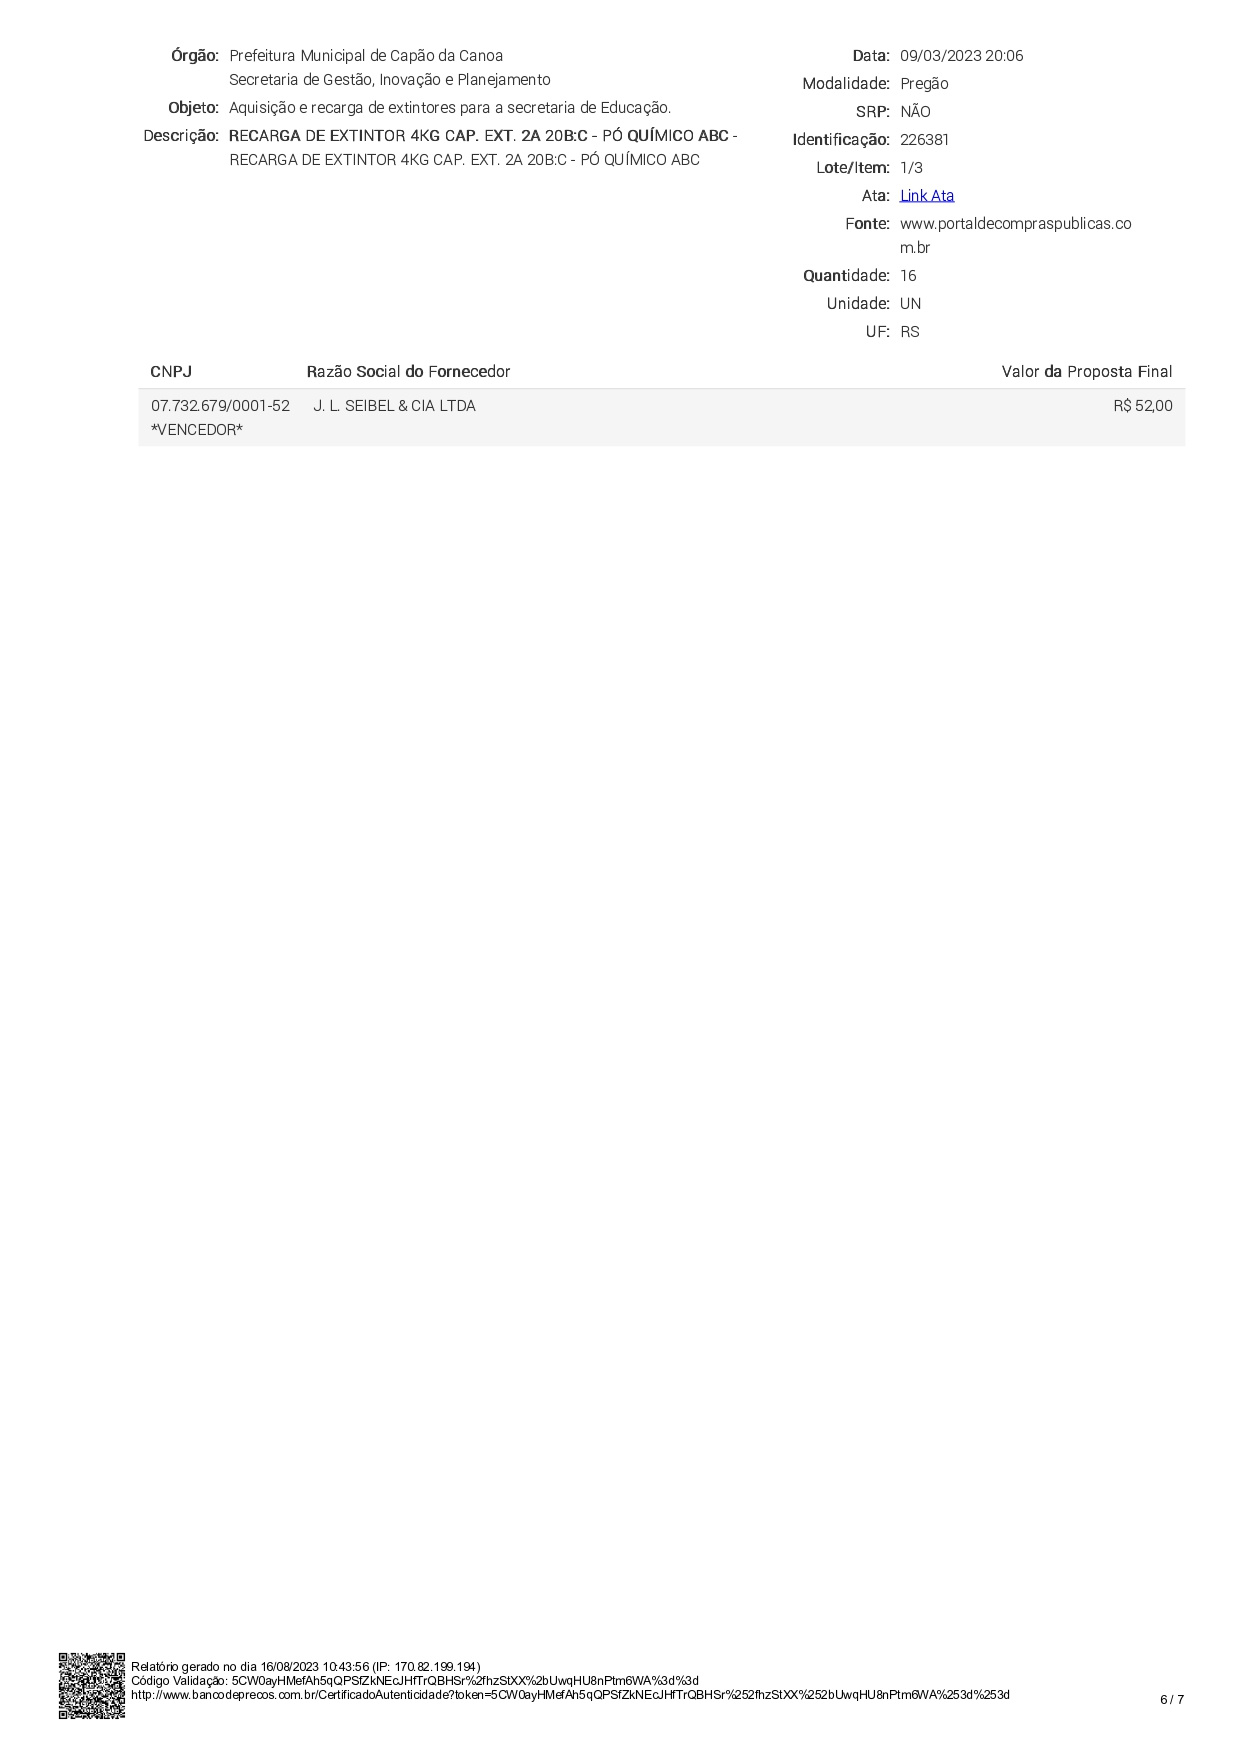 Órgão: Prefeitura Municipal de Capão da Canoa
Secretaria de Gestão, Inovação e Planejamento
Objeto: Aquisição e recarga de extintores para a secretaria de Educação.
Descrição: RECARGA DE EXTINTOR 4KG CAP. EXT. 2A 20B:C - PÓ QUÍMICO ABC -
RECARGA DE EXTINTOR 4KG CAP. EXT. 2A 20B:C - PÓ QUÍMICO ABC
Data: 09/03/2023 20:06
Modalidade: Pregão
SRP: NÃO
Identificação: 226381
Lote/Item: 1/3
Ata: Link Ata
Fonte: www.portaldecompraspublicas.co
m.br
Quantidade: 16
Unidade: UN
UF: RS
CNPJ Razão Social do Fornecedor Valor da Proposta Final
07.732.679/0001-52 J. L. SEIBEL & CIA LTDA R$ 52,00
*VENCEDOR*
Relatório gerado no dia 16/08/2023 10:43:56 (IP: 170.82.199.194)
Código Validação: 5CW0ayHMefAh5qQPSfZkNEcJHfTrQBHSr%2fhzStXX%2bUwqHU8nPtm6WA%3d%3d
http://www.bancodeprecos.com.br/CertificadoAutenticidade?token=5CW0ayHMefAh5qQPSfZkNEcJHfTrQBHSr%252fhzStXX%252bUwqHU8nPtm6WA%253d%253d
6 / 7